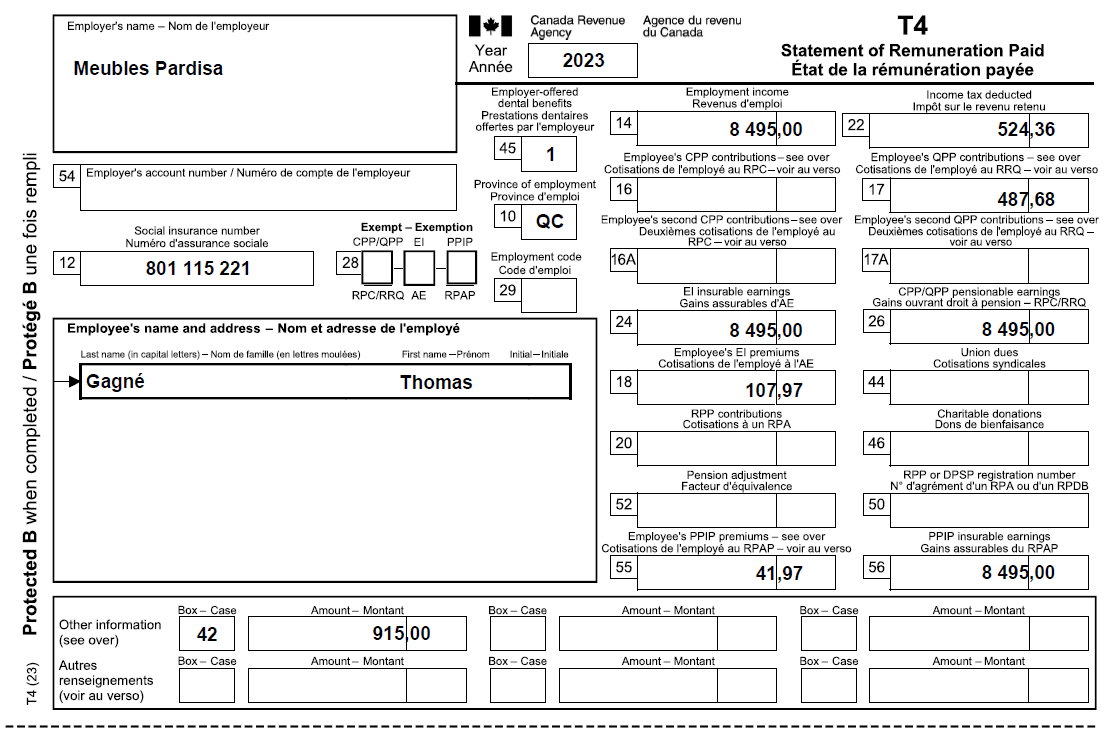 Employer's name – Nom de l'employeur
Meubles Pardisa
Canada Revenue Agency
Agence du revenu du Canada
Year
Année
2023
T4
Statement of Remuneration Paid
État de la rémunération payée
Employer-offered dental benefits
Prestations dentaires offertes par l'employeur
45 1
Employment income
Revenus d'emploi
14 8 495,00
Income tax deducted
Impôt sur le revenu retenu
22 524,36
54 Employer's account number / Numéro de compte de l'employeur
Province of employment
Province d'emploi
10 QC
Employee's CPP contributions – see over
Cotisations de l'employé au RPC – voir au verso
16
Employee's QPP contributions – see over
Cotisations de l'employé au RRQ – voir au verso
17 487,68
Social insurance number
Numéro d'assurance sociale
12 801 115 221
Exempt – Exemption
CPP/QPP EI PPIP
28
RPC/RRQ AE RPAP
Employment code
Code d'emploi
29
Employee's second CPP contributions – see over
Deuxièmes cotisations de l'employé au
RPC – voir au verso
16A
Employee's second QPP contributions – see over
Deuxièmes cotisations de l'employé au RRQ –
voir au verso
17A
EI insurable earnings
Gains assurables d'AE
24 8 495,00
CPP/QPP pensionable earnings
Gains ouvrant droit à pension – RPC/RRQ
26 8 495,00
Employee's name and address – Nom et adresse de l'employé
Last name (in capital letters) – Nom de famille (en lettres moulées) First name – Prénom Initial – Initiale
Gagné Thomas
Employee's EI premiums
Cotisations de l'employé à l'AE
18 107,97
Union dues
Cotisations syndicales
44
RPP contributions
Cotisations à un RPA
20
Charitable donations
Dons de bienfaisance
46
Pension adjustment
Facteur d'équivalence
52
RPP or DPSP registration number
N° d'agrément d'un RPA ou d'un RPDB
50
Employee's PPIP premiums – see over
Cotisations de l'employé au RPAP – voir au verso
55 41,97
PPIP insurable earnings
Gains assurables du RPAP
56 8 495,00
Other information
(see over)
Box – Case Amount – Montant Box – Case Amount – Montant Box – Case Amount – Montant
42 915,00
Autres
renseignements
(voir au verso)
Box – Case Amount – Montant Box – Case Amount – Montant Box – Case Amount – Montant
Protected B when completed / Protégé B une fois rempli
T4 (23)